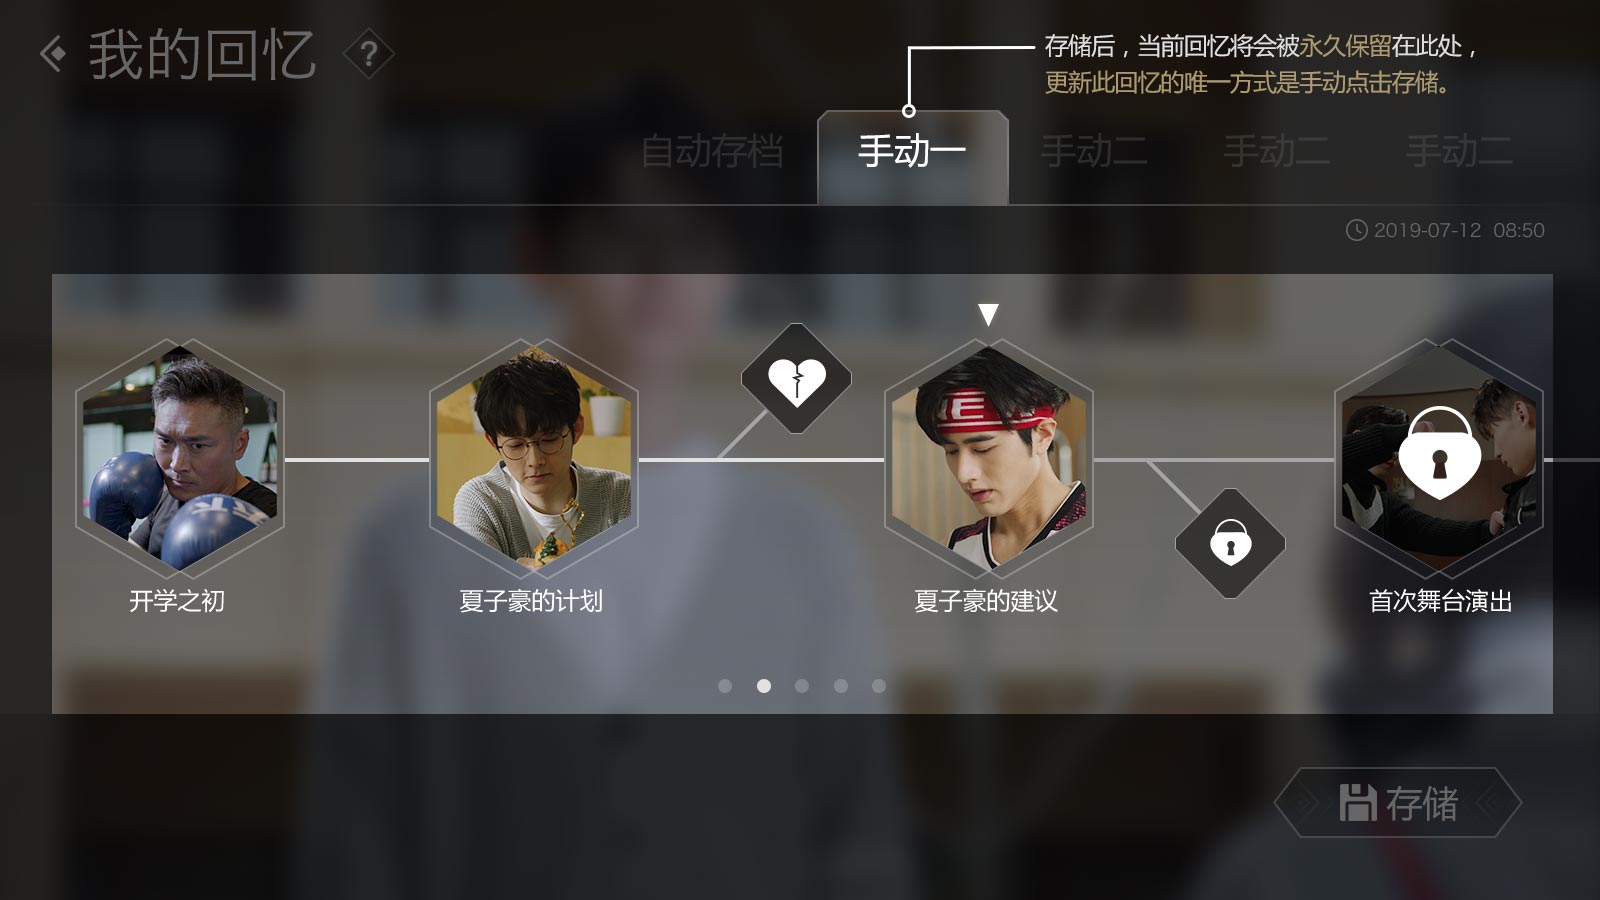 我的回忆
?
存储后，当前回忆将会被永久保留在此处，
更新此回忆的唯一方式是手动点击存储。
自动存档
手动一
手动二
手动二
手动二
2019-07-12 08:50
开学之初
夏子豪的计划
夏子豪的建议
首次舞台演出
存储